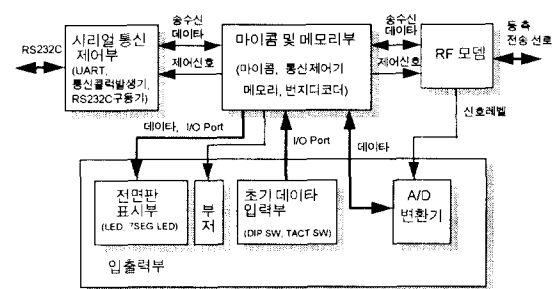 RS232C
시리얼 통신
제어부
(UART,
통신클럭발생기,
RS232C구동기)
송수신
데이타
제어신호
마이콤 및 메모리부
(마이콤, 통신제어기
메모리, 번지디코더)
송수신
데이타
제어신호
RF 모뎀
동 축
전송 선로
데이타, I/O Port
I/O Port
데이타
신호레벨
전면판
표시부
(LED, 7SEG LED)
부
저
초기 데이타
입력부
(DIP SW, TACT SW)
A/D
변환기
입출력부